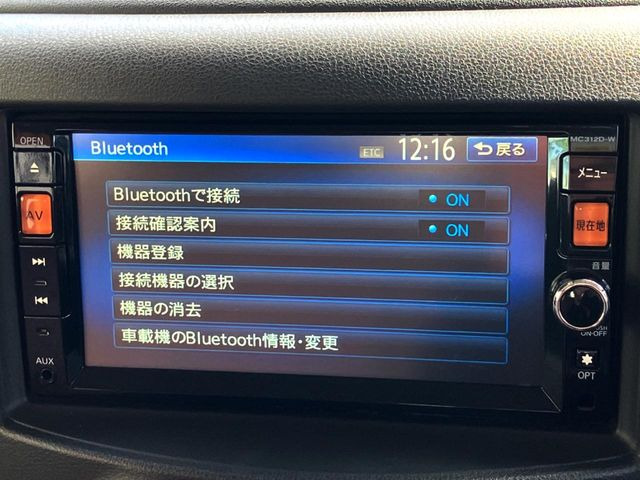 MC312D-W
OPEN
Bluetooth
ETC
12:16
戻る
メニュー
AV
現在地
Bluetoothで接続
ON
接続確認案内
ON
機器登録
接続機器の選択
機器の消去
車載機のBluetooth情報・変更
音量
ON・OFF
AUX
OPT